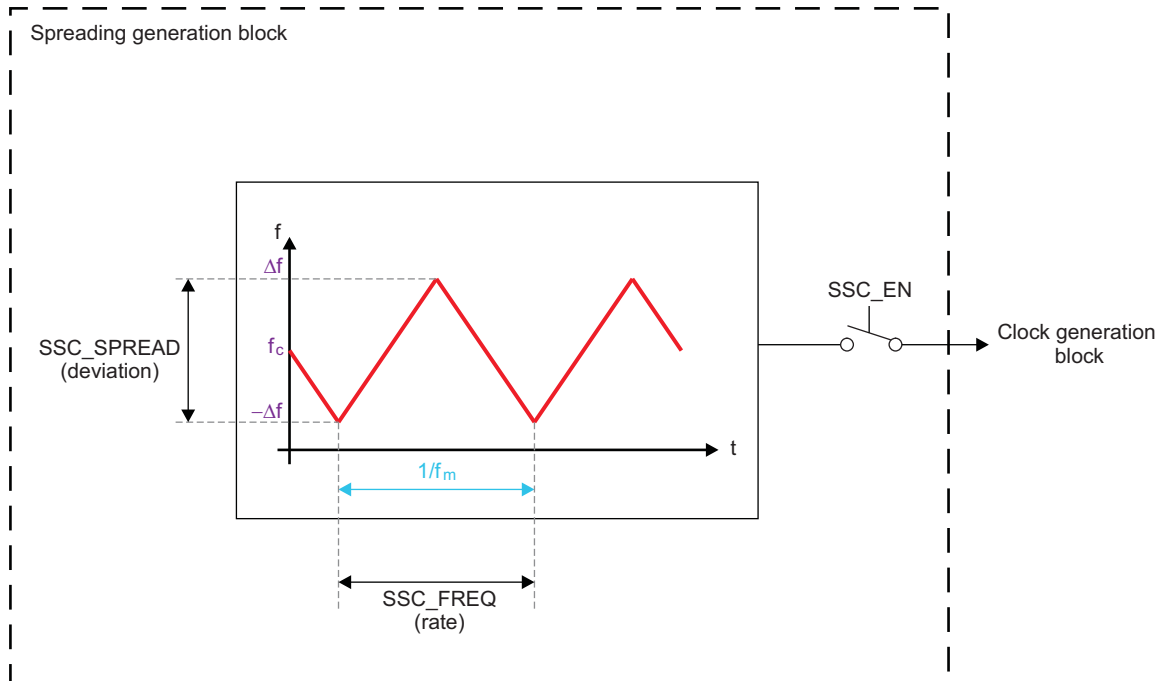 Spreading generation block
f
Δf
SSC_SPREAD
(deviation)
fc
−Δf
t
1/fm
SSC_FREQ
(rate)
SSC_EN
Clock generation
block